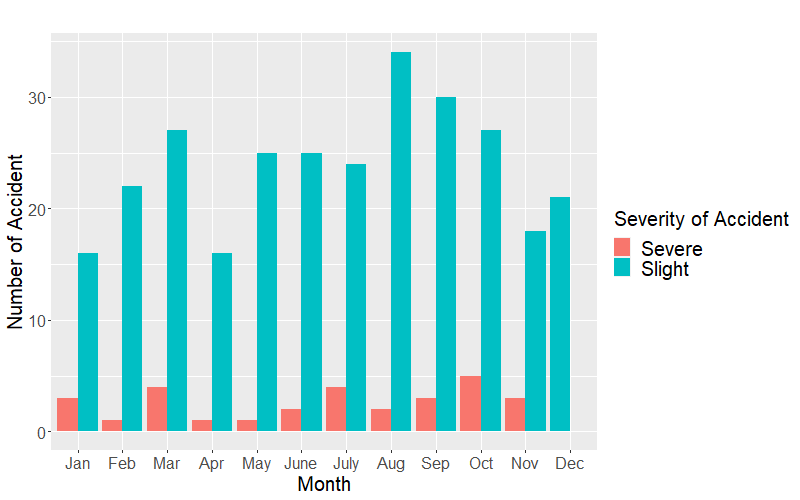 Number of Accident
30
20
10
0
Jan Feb Mar Apr May June July Aug Sep Oct Nov Dec
Month
Severity of Accident
Severe
Slight